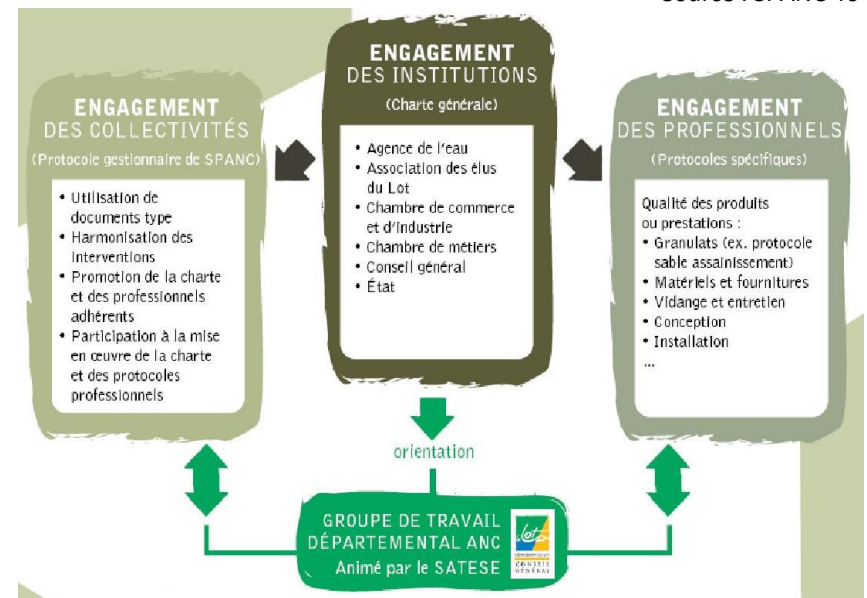 ENGAGEMENT
DES INSTITUTIONS
(Charte générale)
• Agence de l'eau
• Association des élus
du Lot
• Chambre de commerce
et d'industrie
• Chambre de métiers
• Conseil général
• État
ENGAGEMENT
DES COLLECTIVITÉS
(Protocole gestionnaire de SPANC)
• Utilisation de
documents type
• Harmonisation des
interventions
• Promotion de la charte
et des professionnels
adhérents
• Participation à la mise
en œuvre de la charte
et des protocoles
professionnels
ENGAGEMENT
DES PROFESSIONNELS
(Protocoles spécifiques)
Qualité des produits
ou prestations :
• Granulats (ex. protocole
sable assainissement)
• Matériels et fournitures
• Vidange et entretien
• Conception
• Installation
...
orientation
GROUPE DE TRAVAIL
DÉPARTEMENTAL ANC
Animé par le SATESE
Lot
CONSEIL
GÉNÉRAL